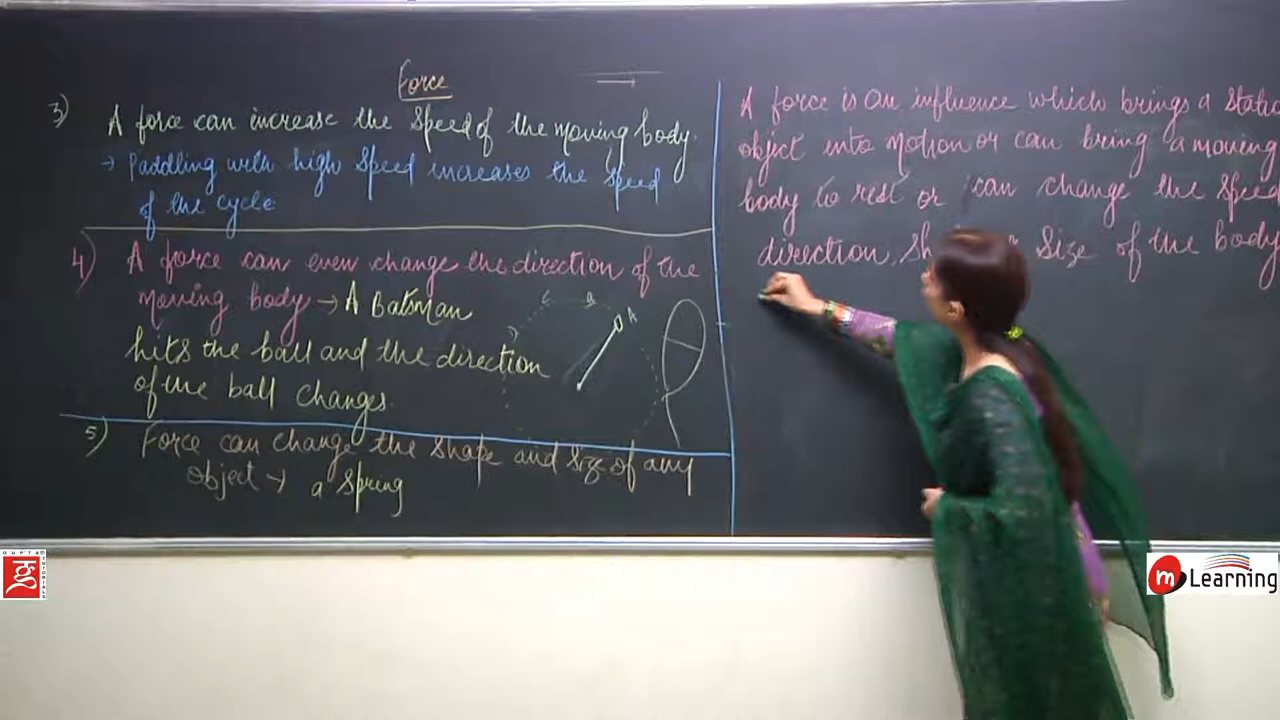 Force
3) A force can increase the Speed of the moving body.
→ Paddling with high Speed increases the Speed
of the cycle
4) A force can even change the direction of the
moving body → A Batsman
hits the ball and the direction
of the ball changes.
5) Force can change the shape and size of any
object → a Spring
A
B
A force is an influence which brings a
object into motion or can bring a moving
body to rest or can change the Speed
direction, Size of the body
GUPTA TUTORIALS
m Learning